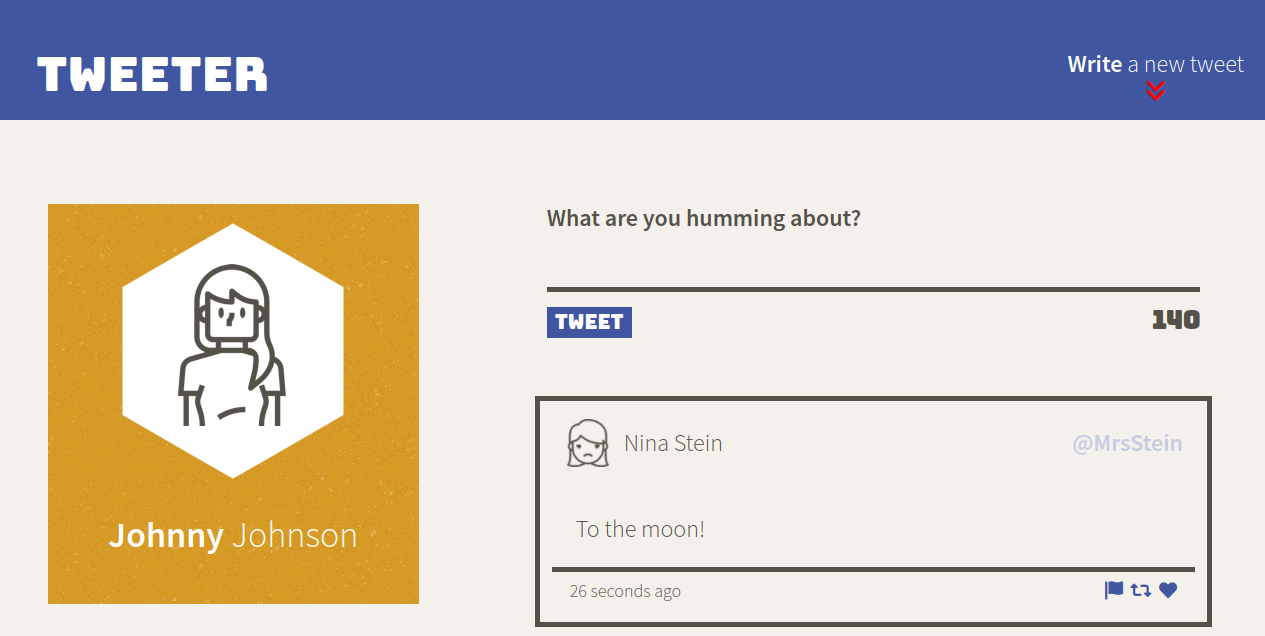 TWEETER
Write a new tweet
Johnny Johnson
What are you humming about?
TWEET
140
Nina Stein
@MrsStein
To the moon!
26 seconds ago